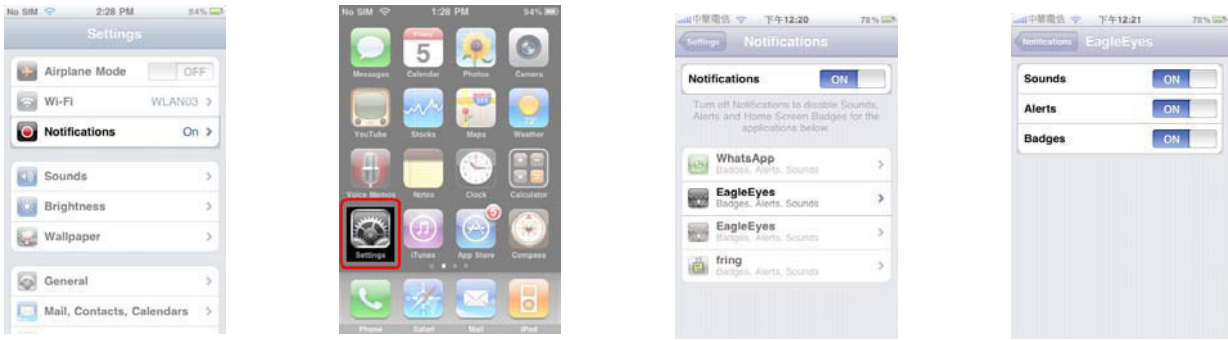 No SIM 2:28 PM 94%
Settings
Airplane Mode OFF
Wi-Fi WLAN03
Notifications On
Sounds
Brightness
Wallpaper
General
Mail, Contacts, Calendars
No SIM 1:28 PM 94%
Friday
5
Messages Calendar Photos Camera
YouTube Stocks Maps Weather
Voice Memos Notes Clock Calculator
5
Settings iTunes App Store Compass
Phone Safari Mail iPod
中華電信 下午12:20 78%
Settings Notifications
Notifications ON
Turn off Notifications to disable Sounds,
Alerts and Home Screen Badges for the
applications below.
WhatsApp
Badges, Alerts, Sounds
EagleEyes
Badges, Alerts, Sounds
EagleEyes
Badges, Alerts, Sounds
fring
Badges, Alerts, Sounds
中華電信 下午12:21 78%
Notifications EagleEyes
Sounds ON
Alerts ON
Badges ON